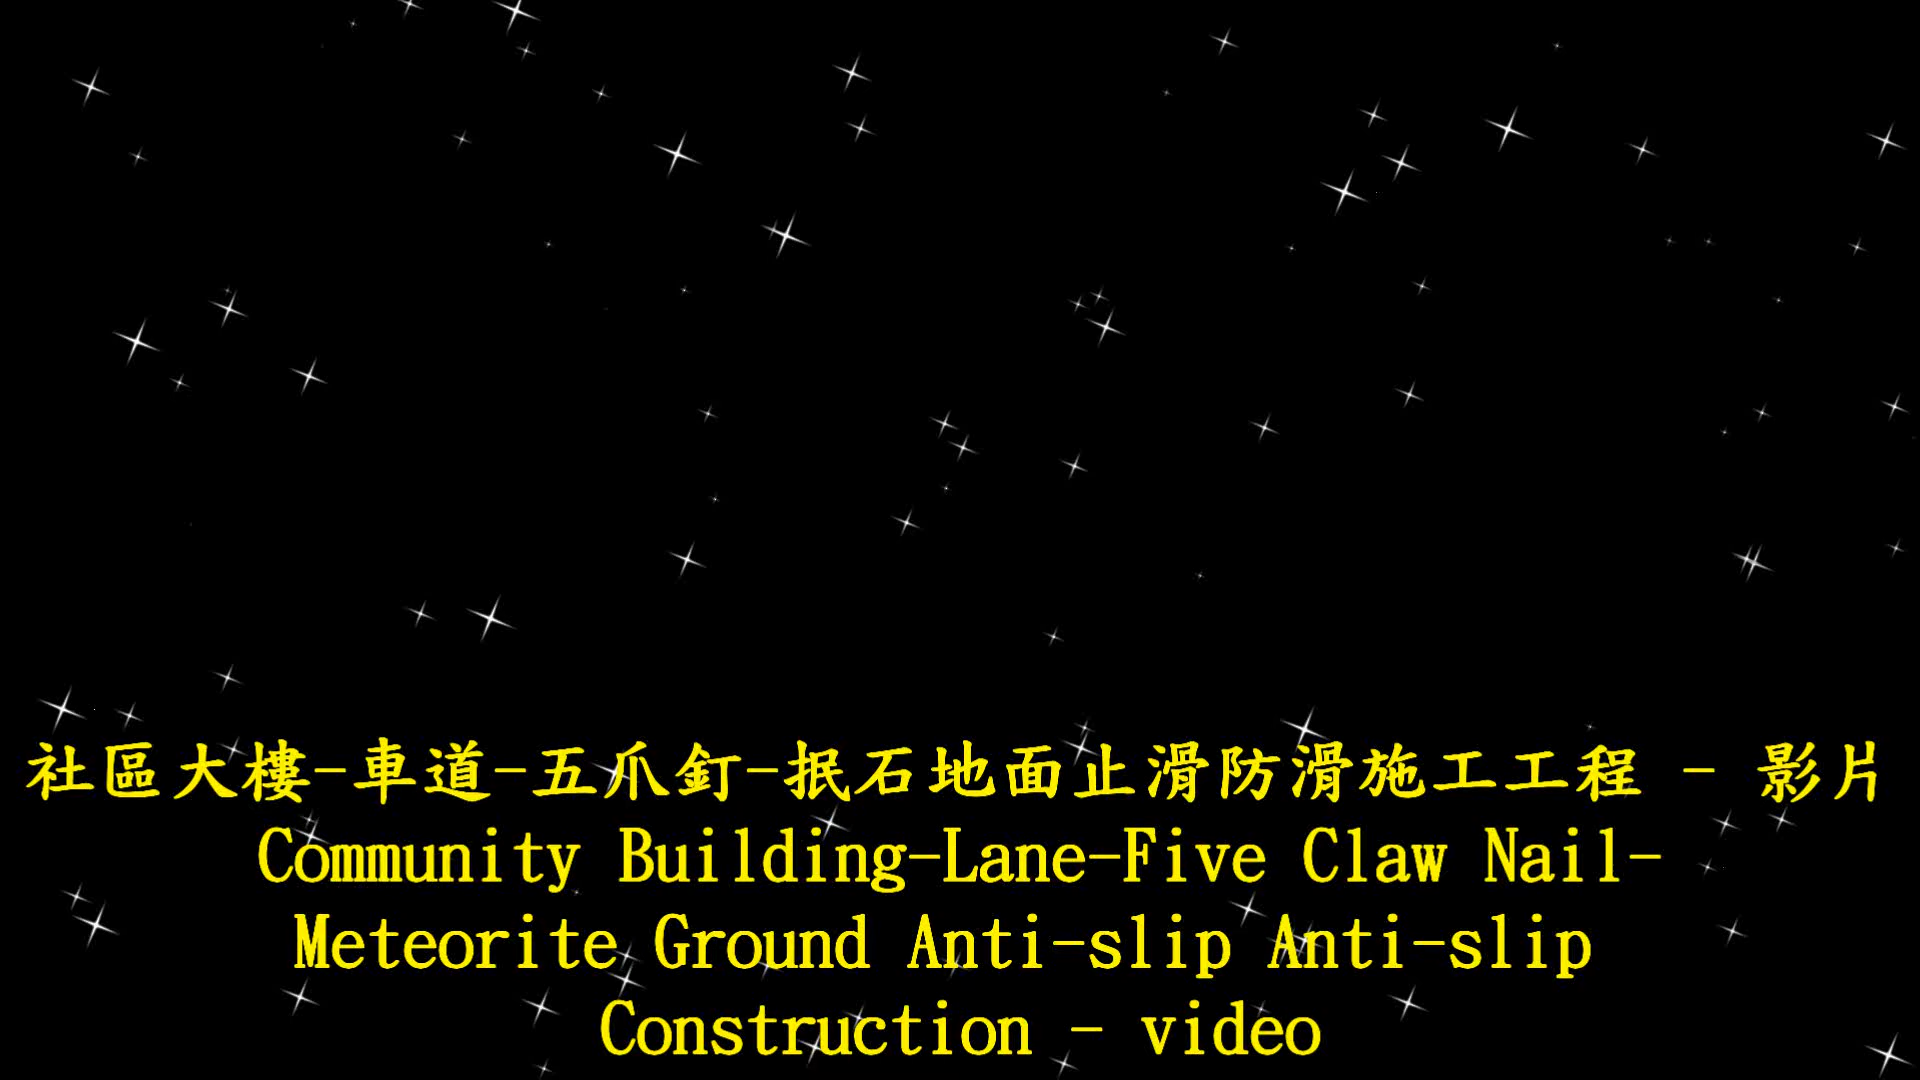 社區大樓-車道-五爪釘-抿石地面止滑防滑施工工程 - 影片
Community Building-Lane-Five Claw Nail-
Meteorite Ground Anti-slip Anti-slip
Construction - video